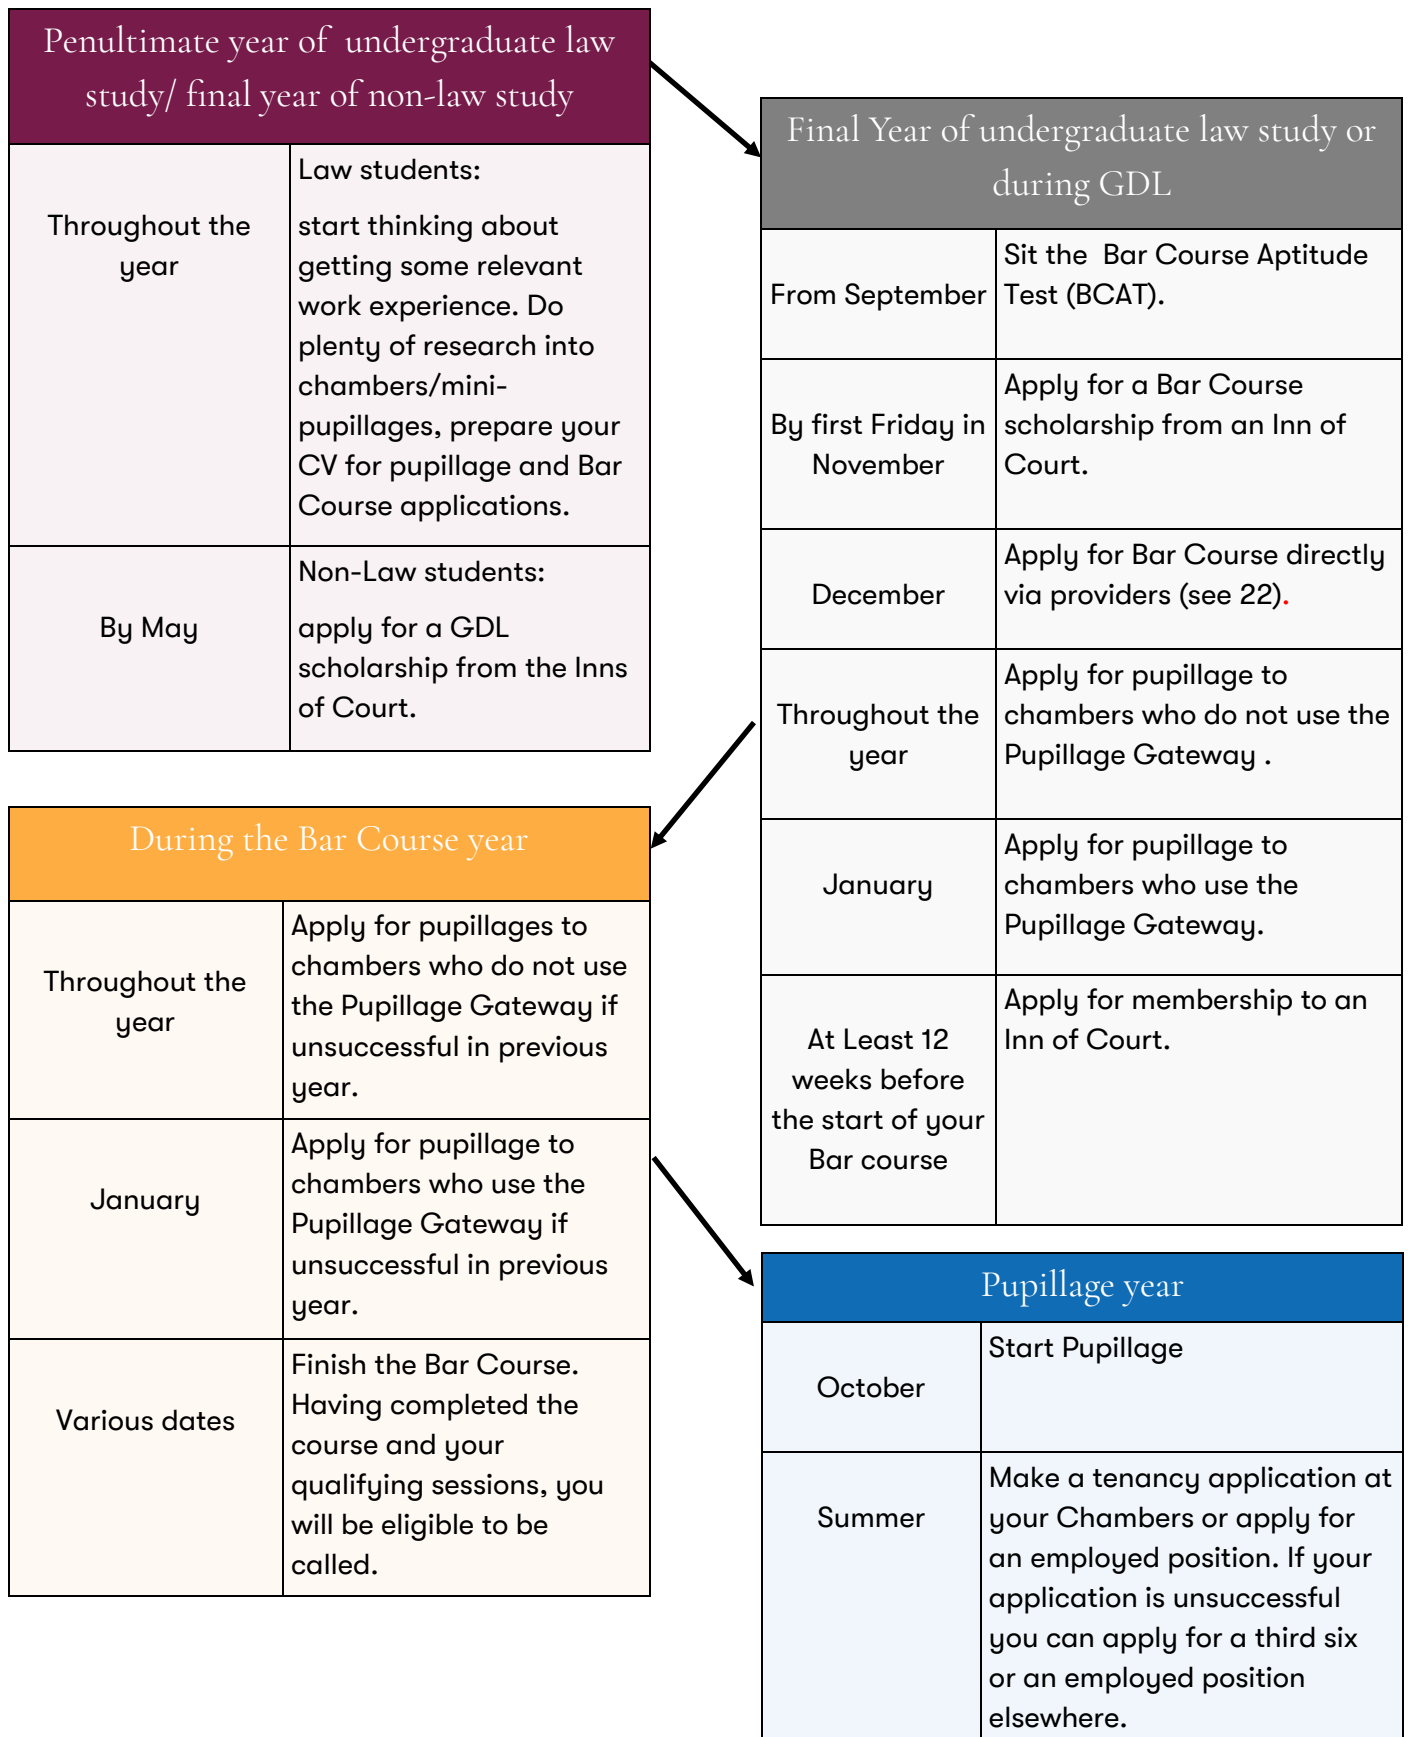 Penultimate year of  undergraduate law
study/ final year of non-law study
Throughout the
year
Law students:
start thinking about
getting some relevant
work experience. Do
plenty of research into
chambers/mini-
pupillages, prepare your
CV for pupillage and Bar
Course applications.
By May
Non-Law students:
apply for a GDL
scholarship from the Inns
of Court.
Final Year of undergraduate law study or
during GDL
From September
Sit the  Bar Course Aptitude
Test (BCAT).
By first Friday in
November
Apply for a Bar Course
scholarship from an Inn of
Court.
December
Apply for Bar Course directly
via providers (see 22).
Throughout the
year
Apply for pupillage to
chambers who do not use the
Pupillage Gateway .
January
Apply for pupillage to
chambers who use the
Pupillage Gateway.
At Least 12
weeks before
the start of your
Bar course
Apply for membership to an
Inn of Court.
During the Bar Course year
Throughout the
year
Apply for pupillages to
chambers who do not use
the Pupillage Gateway if
unsuccessful in previous
year.
January
Apply for pupillage to
chambers who use the
Pupillage Gateway if
unsuccessful in previous
year.
Various dates
Finish the Bar Course.
Having completed the
course and your
qualifying sessions, you
will be eligible to be
called.
Pupillage year
October
Start Pupillage
Summer
Make a tenancy application at
your Chambers or apply for
an employed position. If your
application is unsuccessful
you can apply for a third six
or an employed position
elsewhere.